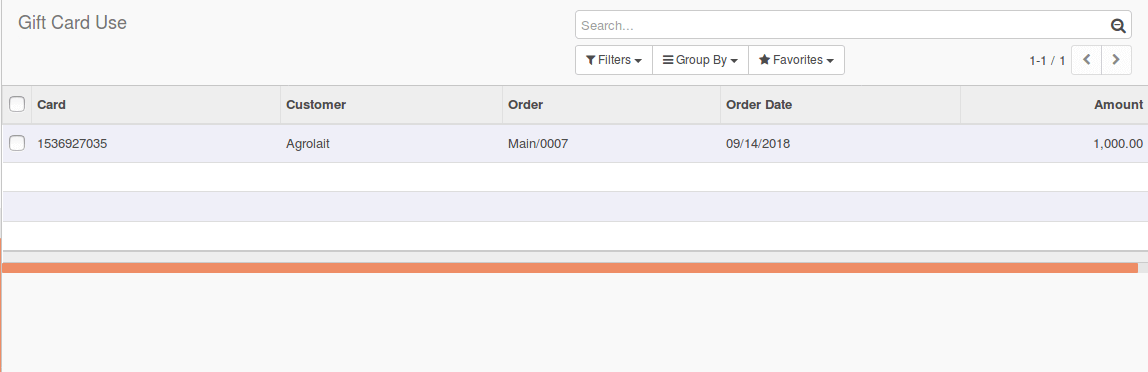 Gift Card Use
Search...
Filters Group By Favorites 1-1 / 1
Card Customer Order Order Date Amount
1536927035 Agrolait Main/0007 09/14/2018 1,000.00